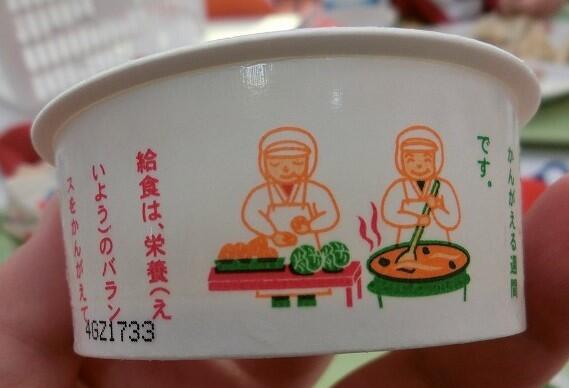 かんがえる週間
です。
給食は、栄養(え
いよう)のバラン
スをかんがえて
4GZ1733